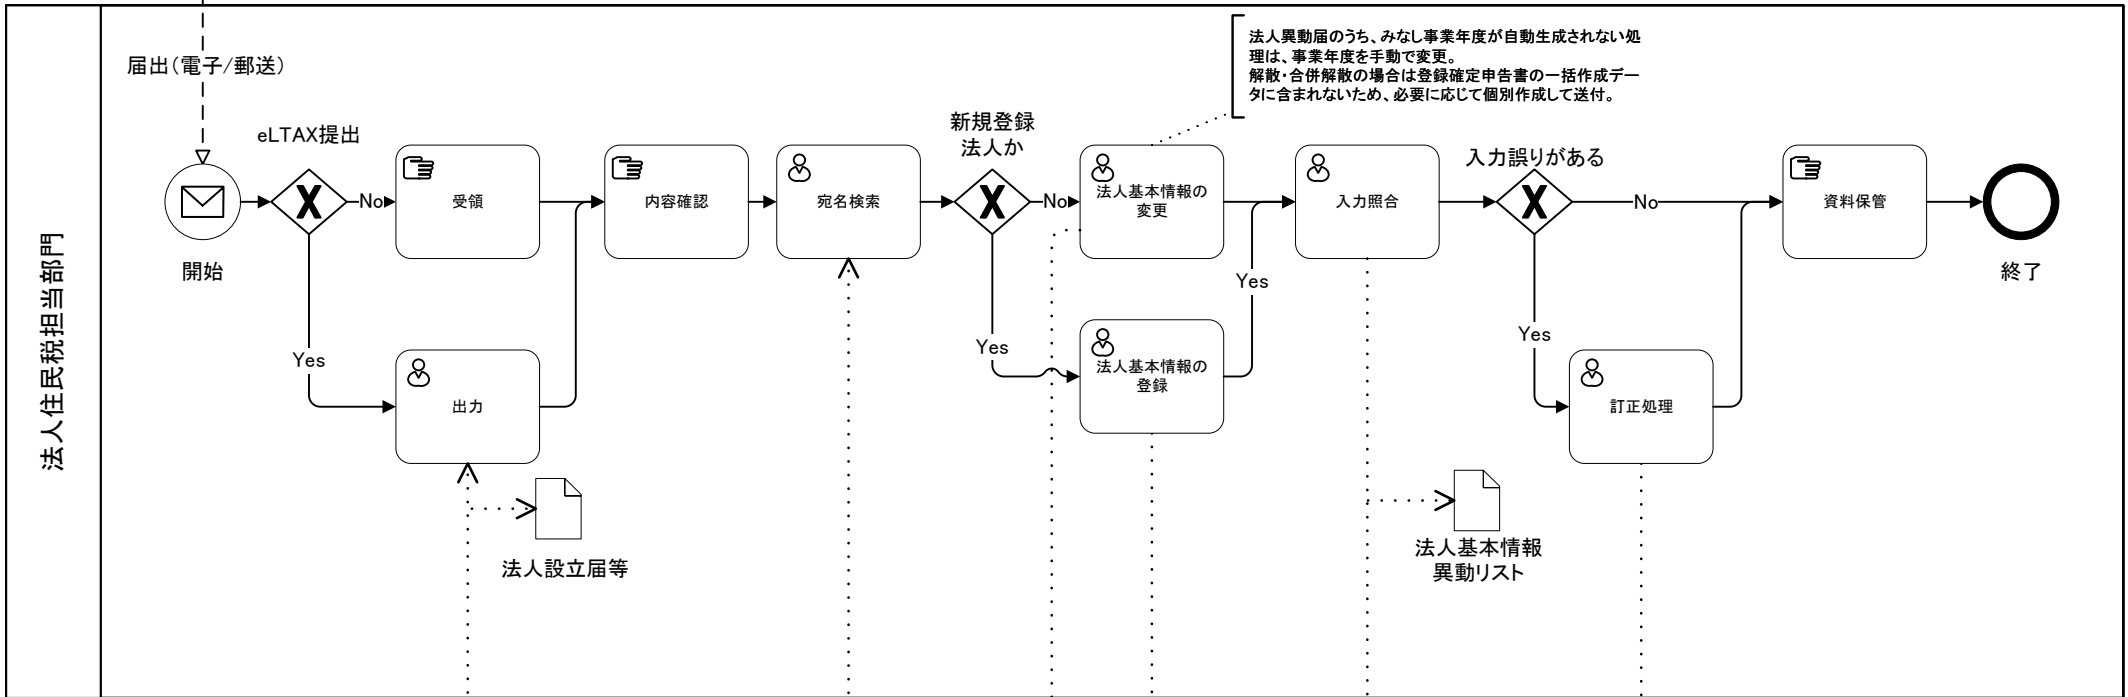 法人住民税担当部門
届出(電子/郵送)
開始
eLTAX提出
No
Yes
受領
出力
法人設立届等
内容確認
宛名検索
新規登録
法人か
No
Yes
法人異動届のうち、みなし事業年度が自動生成されない処
理は、事業年度を手動で変更。
解散・合併解散の場合は登録確定申告書の一括作成デー
タに含まれないため、必要に応じて個別作成して送付。
法人基本情報の
変更
法人基本情報の
登録
Yes
入力照合
法人基本情報
異動リスト
入力誤りがある
No
Yes
訂正処理
資料保管
終了